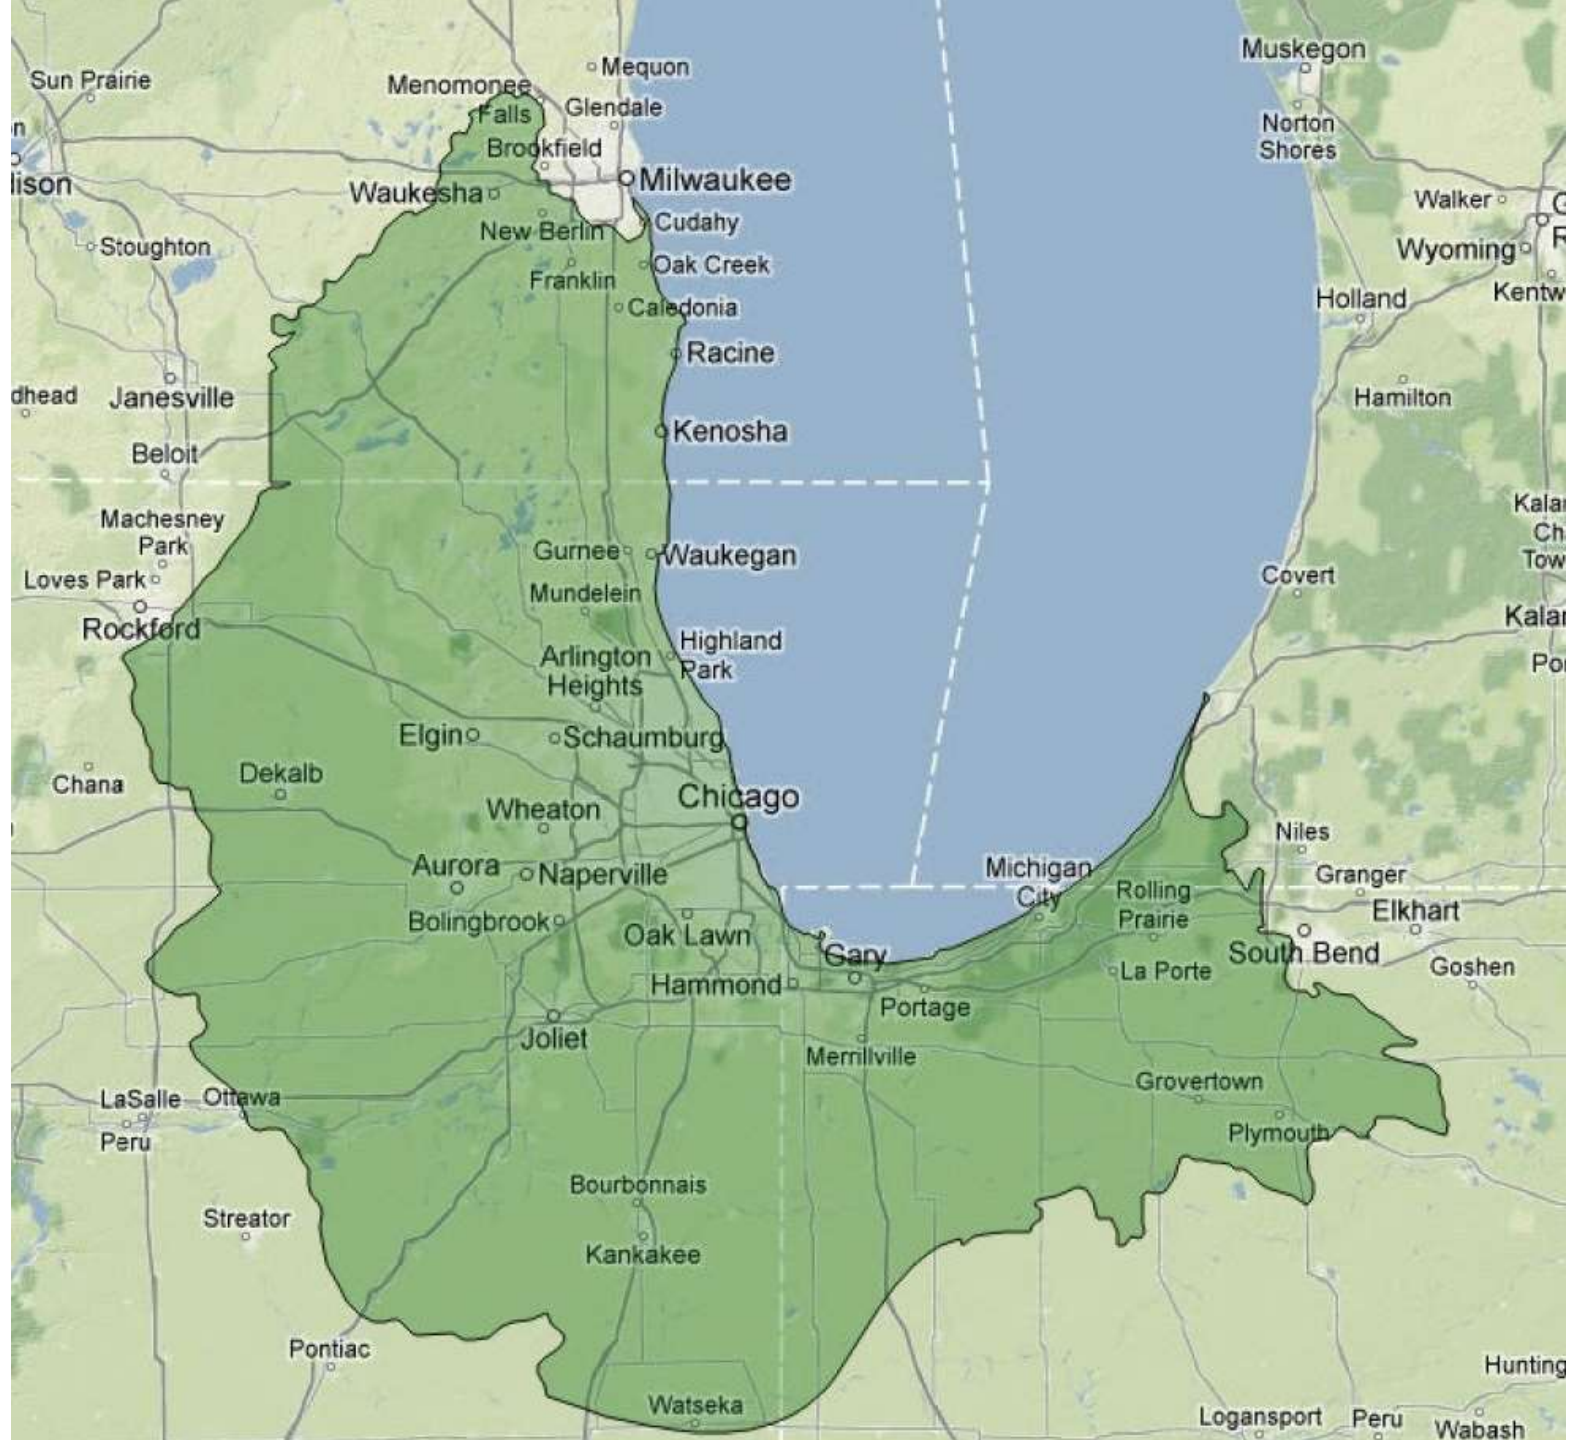 Muskegon
Mequon
Sun Prairie
Menomonee
Falls
Glendale
Norton
Shores
Brookfield
Milwaukee
Waukesha
Walker
Cudahy
New Berlin
Wyoming
Stoughton
Oak Creek
Franklin
Holland
Caledonia
Racine
Janesville
Hamilton
Kenosha
Beloit
Machesney
Park
Gurnee
Waukegan
Loves Park
Covert
Mundelein
Rockford
Highland
Park
Arlington
Heights
Elgin
Schaumburg
Dekalb
Chana
Chicago
Wheaton
Niles
Aurora
Naperville
Michigan
City
Granger
Rolling
Prairie
Elkhart
Bolingbrook
Oak Lawn
South Bend
Gary
Hammond
La Porte
Goshen
Portage
Joliet
Merrillville
Grovertown
LaSalle
Ottawa
Peru
Plymouth
Bourbonnais
Streator
Kankakee
Pontiac
Watseka
Logansport
Peru
Wabash